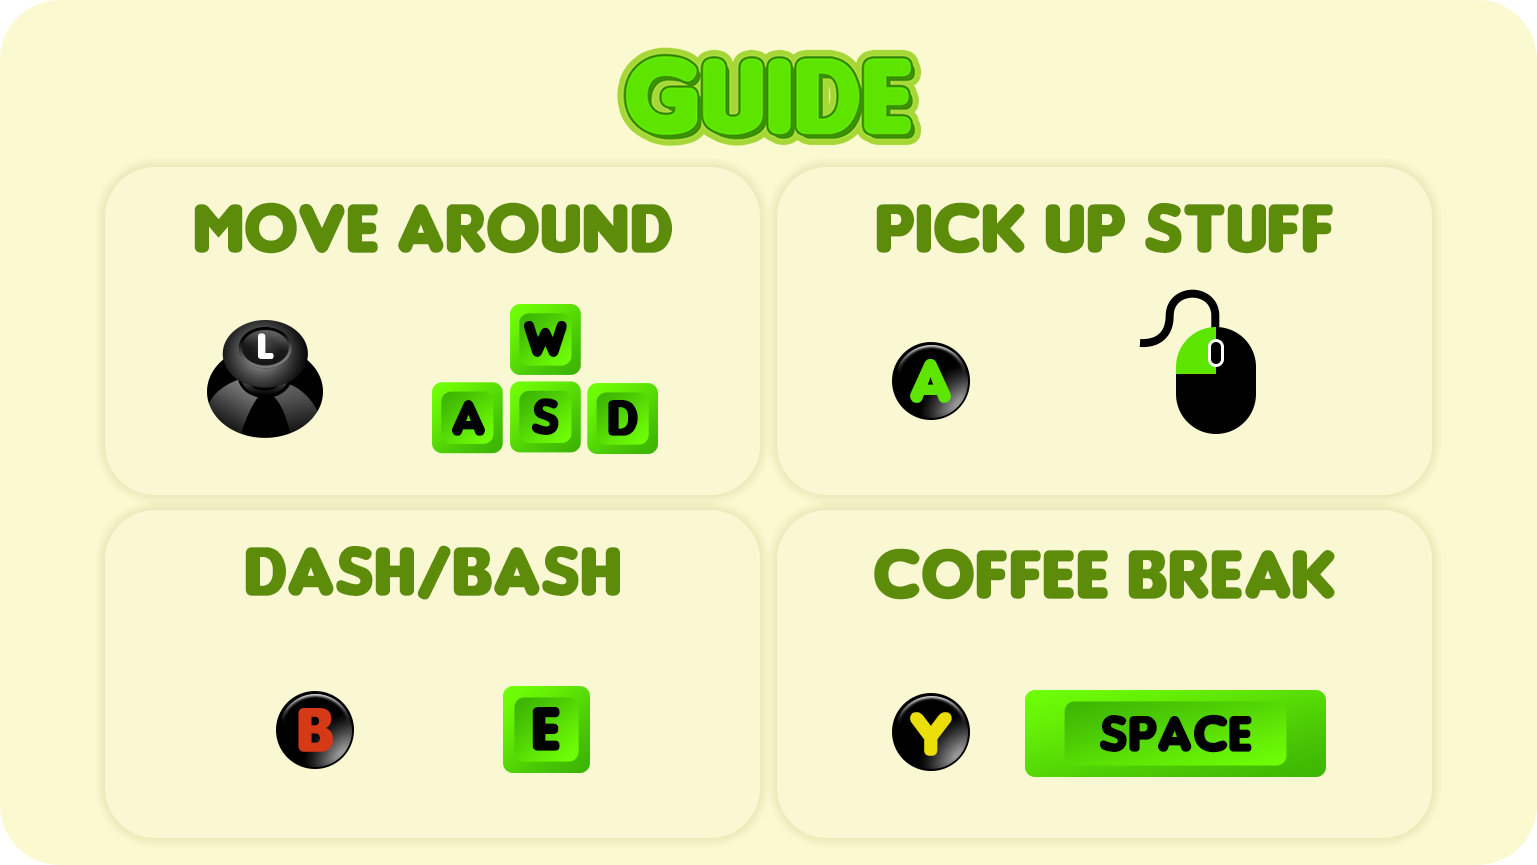 GUIDE
MOVE AROUND
L
W
A S D
PICK UP STUFF
A
DASH/BASH
B
E
COFFEE BREAK
Y
SPACE